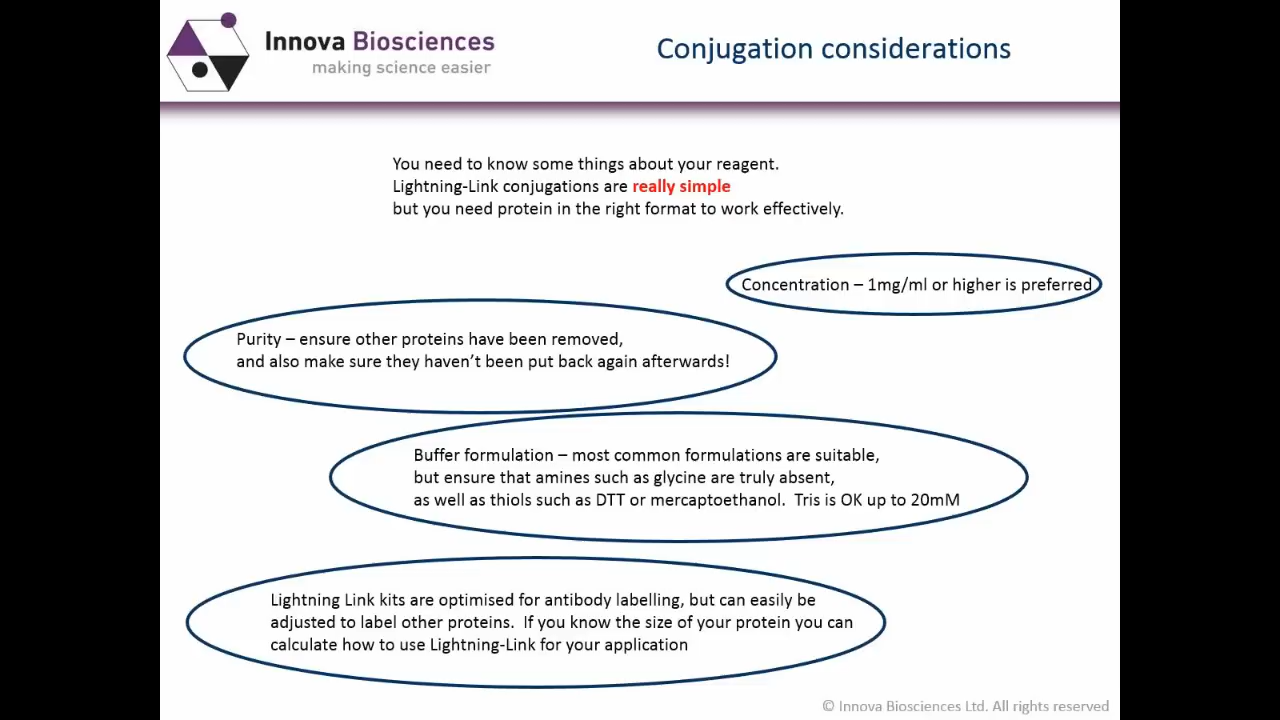 Innova Biosciences
making science easier
Conjugation considerations
You need to know some things about your reagent.
Lightning-Link conjugations are really simple
but you need protein in the right format to work effectively.
Concentration – 1mg/ml or higher is preferred
Purity – ensure other proteins have been removed,
and also make sure they haven't been put back again afterwards!
Buffer formulation – most common formulations are suitable,
but ensure that amines such as glycine are truly absent,
as well as thiols such as DTT or mercaptoethanol.  Tris is OK up to 20mM
Lightning Link kits are optimised for antibody labelling, but can easily be
adjusted to label other proteins.  If you know the size of your protein you can
calculate how to use Lightning-Link for your application
© Innova Biosciences Ltd. All rights reserved